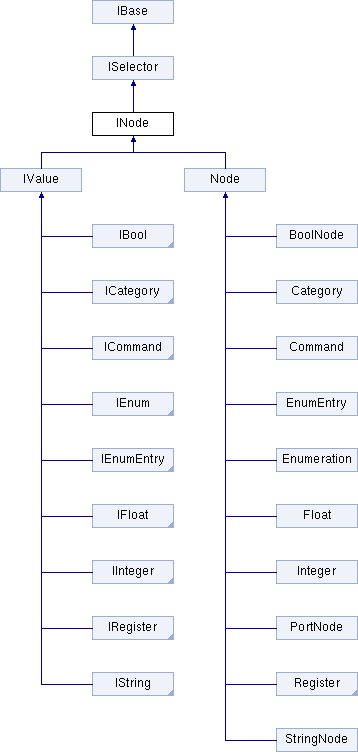 IBase
ISelector
INode
IValue Node
IBool BoolNode
ICategory Category
ICommand Command
IEnum EnumEntry
IEnumEntry Enumeration
IFloat Float
IInteger Integer
IRegister PortNode
IString Register
StringNode